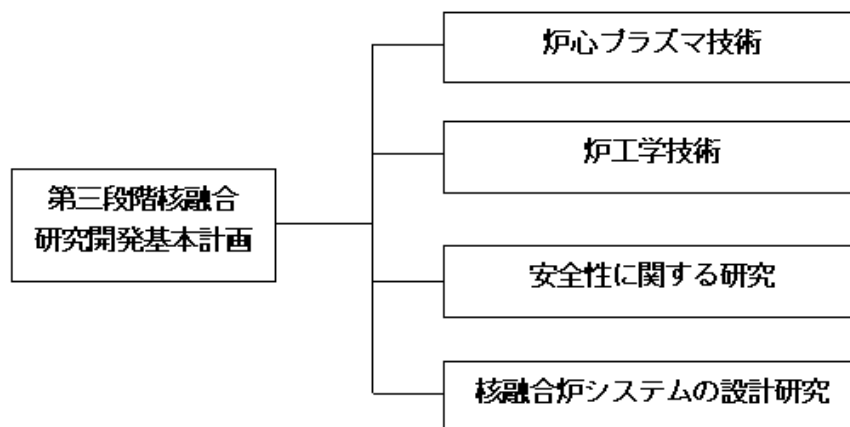 炉心プラズマ技術
炉工学技術
第三段階核融合
研究開発基本計画
安全性に関する研究
核融合炉システムの設計研究